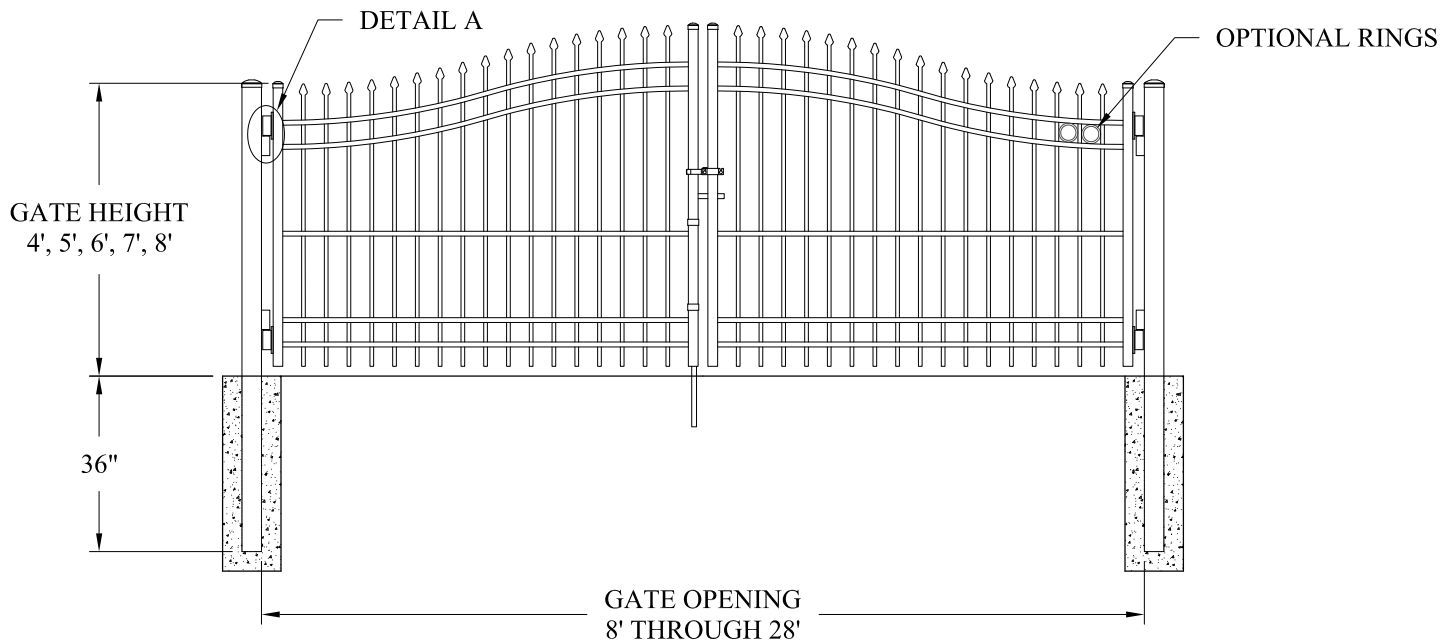 DETAIL A
OPTIONAL RINGS
GATE HEIGHT
4', 5', 6', 7', 8'
36"
GATE OPENING
8' THROUGH 28'